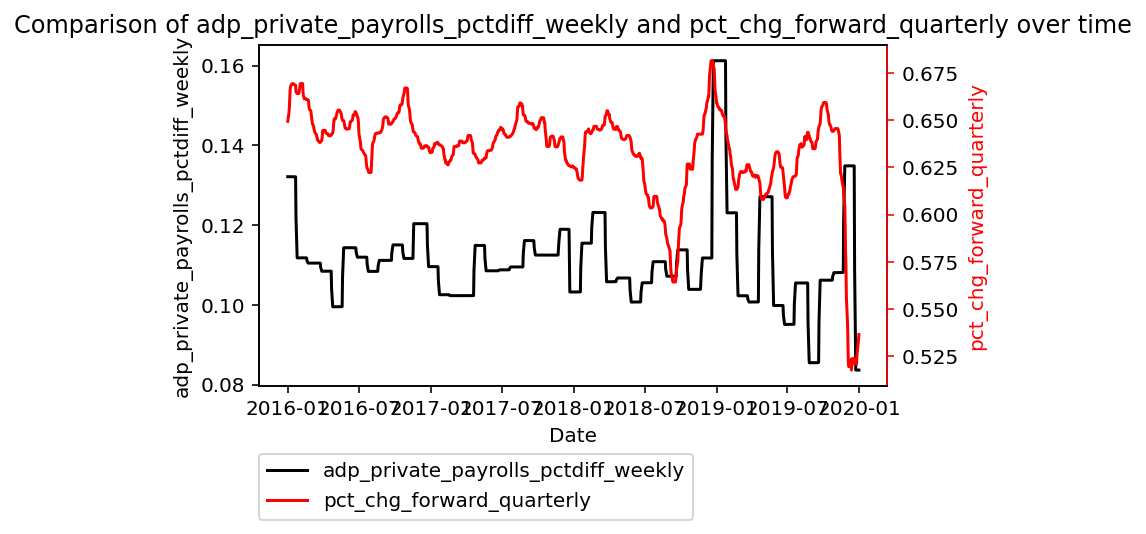 Comparison of adp_private_payrolls_pctdiff_weekly and pct_chg_forward_quarterly over time
adp_private_payrolls_pctdiff_weekly
0.16
0.14
0.12
0.10
0.08
0.675
0.650
0.625
0.600
0.575
0.550
0.525
pct_chg_forward_quarterly
2016-01 2016-07 2017-01 2017-07 2018-01 2018-07 2019-01 2019-07 2020-01
Date
adp_private_payrolls_pctdiff_weekly
pct_chg_forward_quarterly